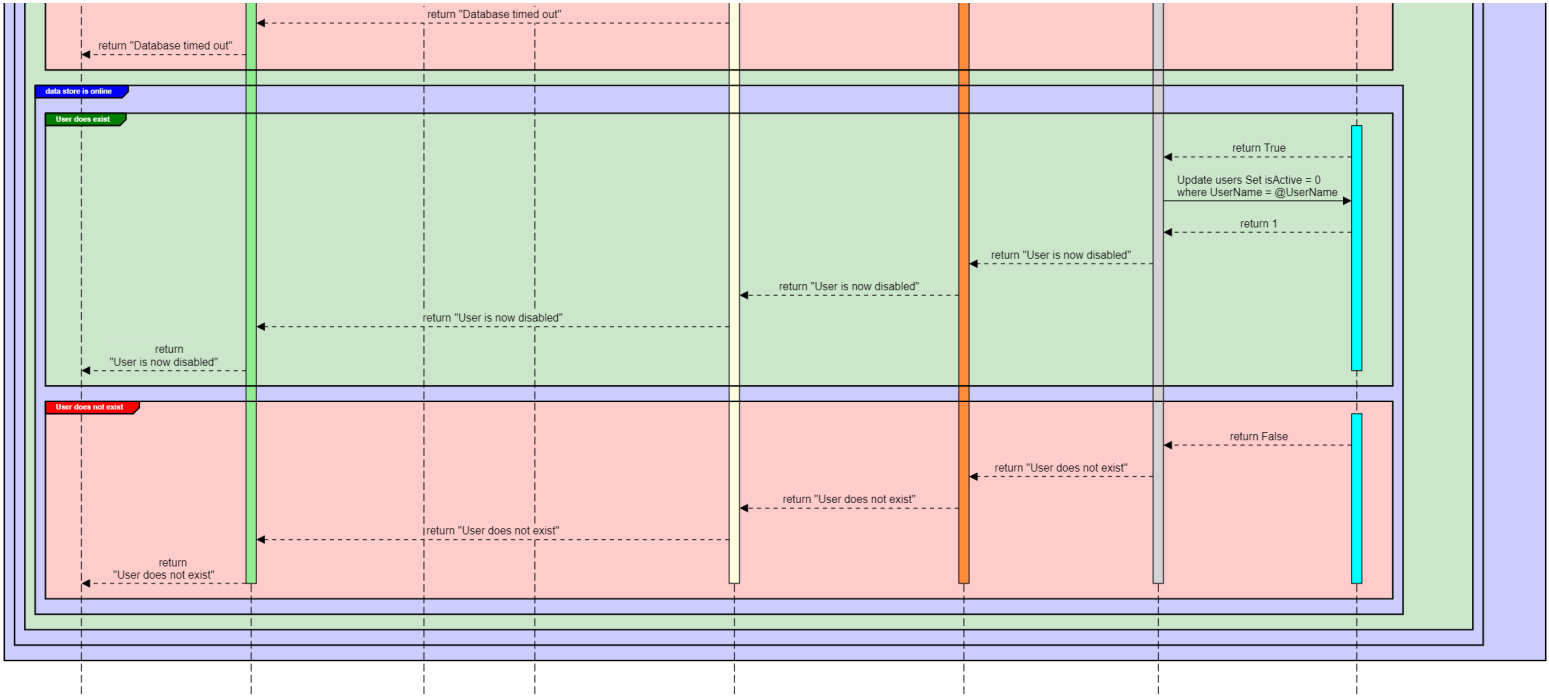 return "Database timed out"
return "Database timed out"
data store is online
User does exist
return True
Update users Set isActive = 0
where UserName = @UserName
return 1
return "User is now disabled"
return "User is now disabled"
return "User is now disabled"
return
"User is now disabled"
User does not exist
return False
return "User does not exist"
return "User does not exist"
return "User does not exist"
return
"User does not exist"